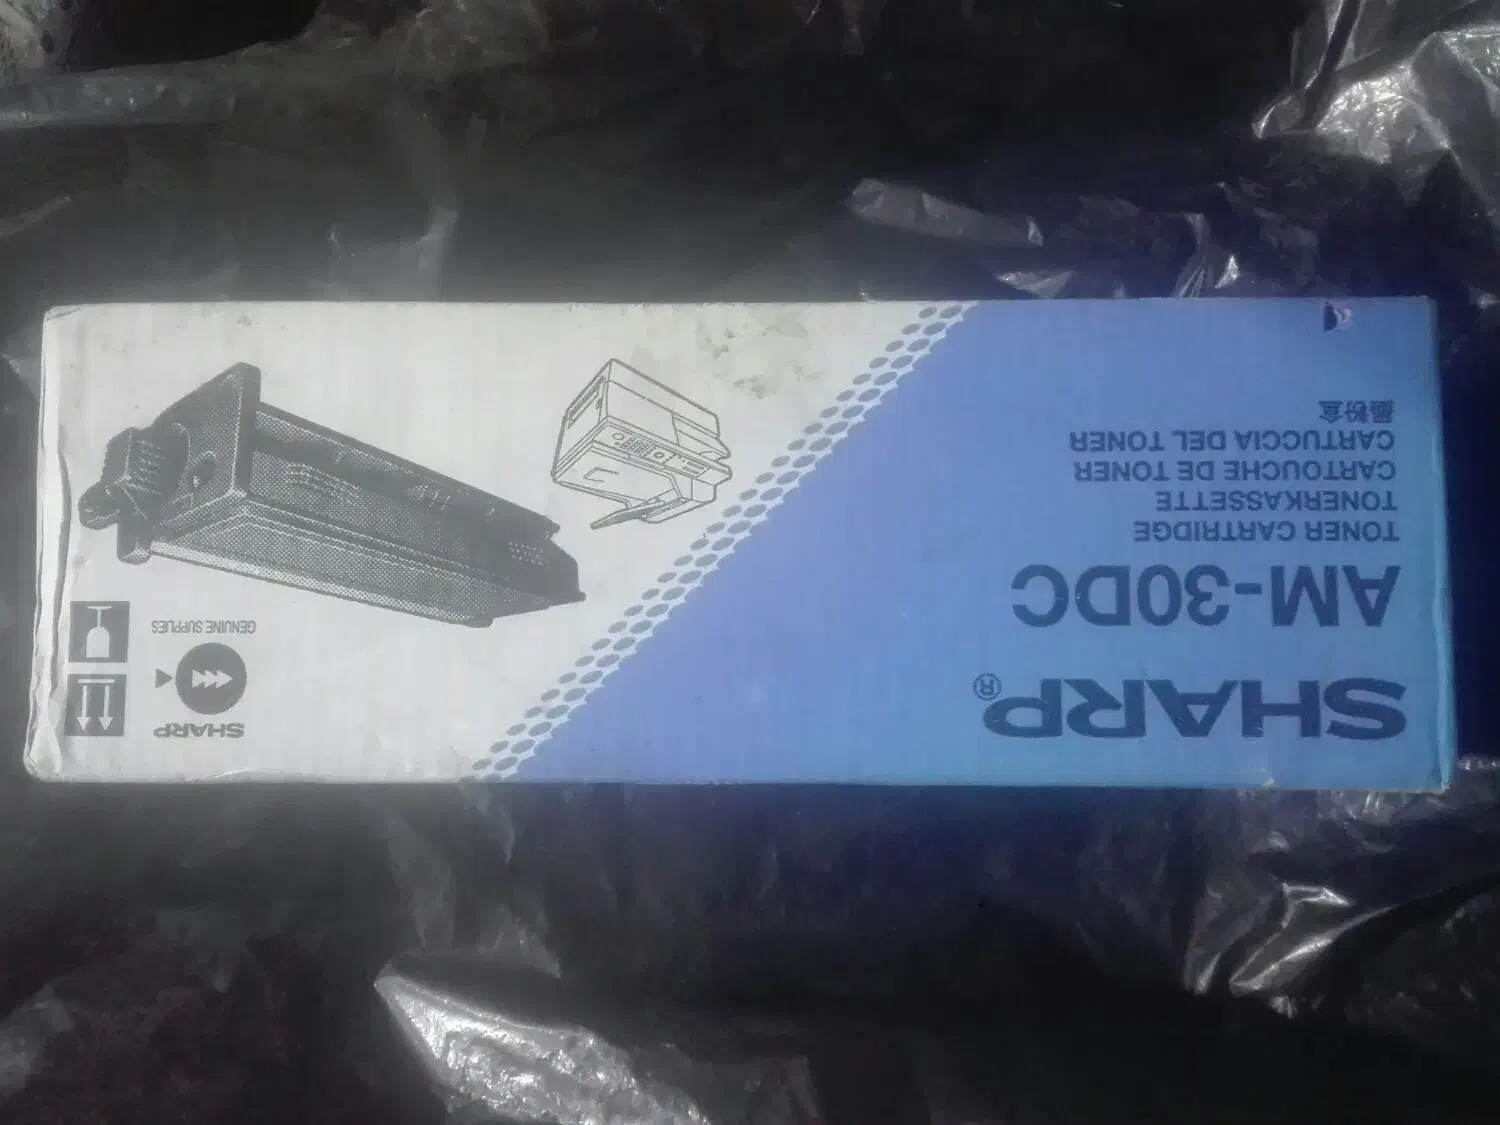 SHARP®
AM-30DC
TONER CARTRIDGE
TONERKASSETTE
CARTOUCHE DE TONER
CARTUCCIA DEL TONER
墨粉盒
SHARP
GENUINE SUPPLIES